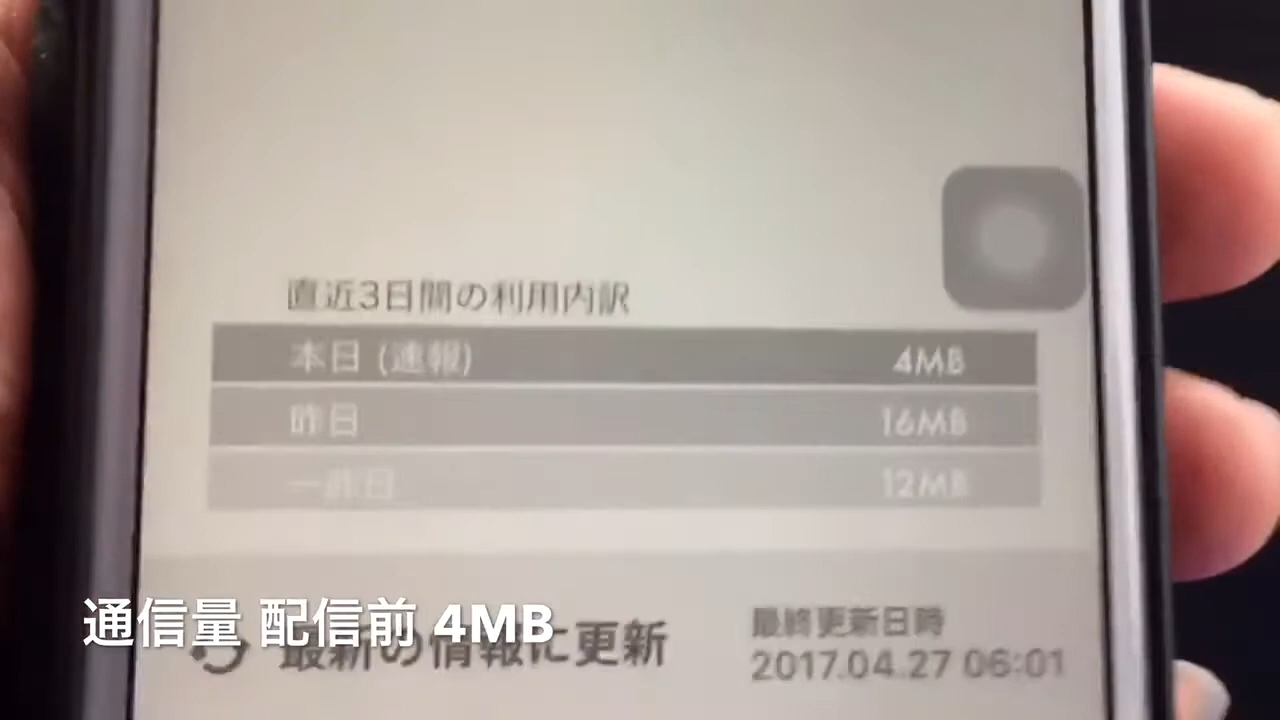 直近3日間の利用内訳
本日 (速報) 4MB
昨日 16MB
一昨日 12MB
通信量 配信前 4MB
最新の情報に更新
最終更新日時
2017.04.27 06:01